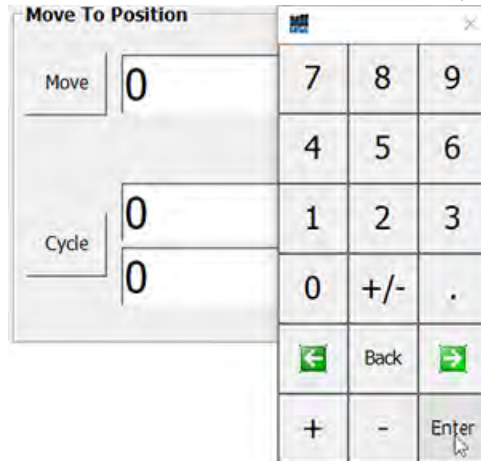 Move To Position
Move
0
Cycle
0
0
7 8 9
4 5 6
1 2 3
0 +/- .
Back
+ - Enter